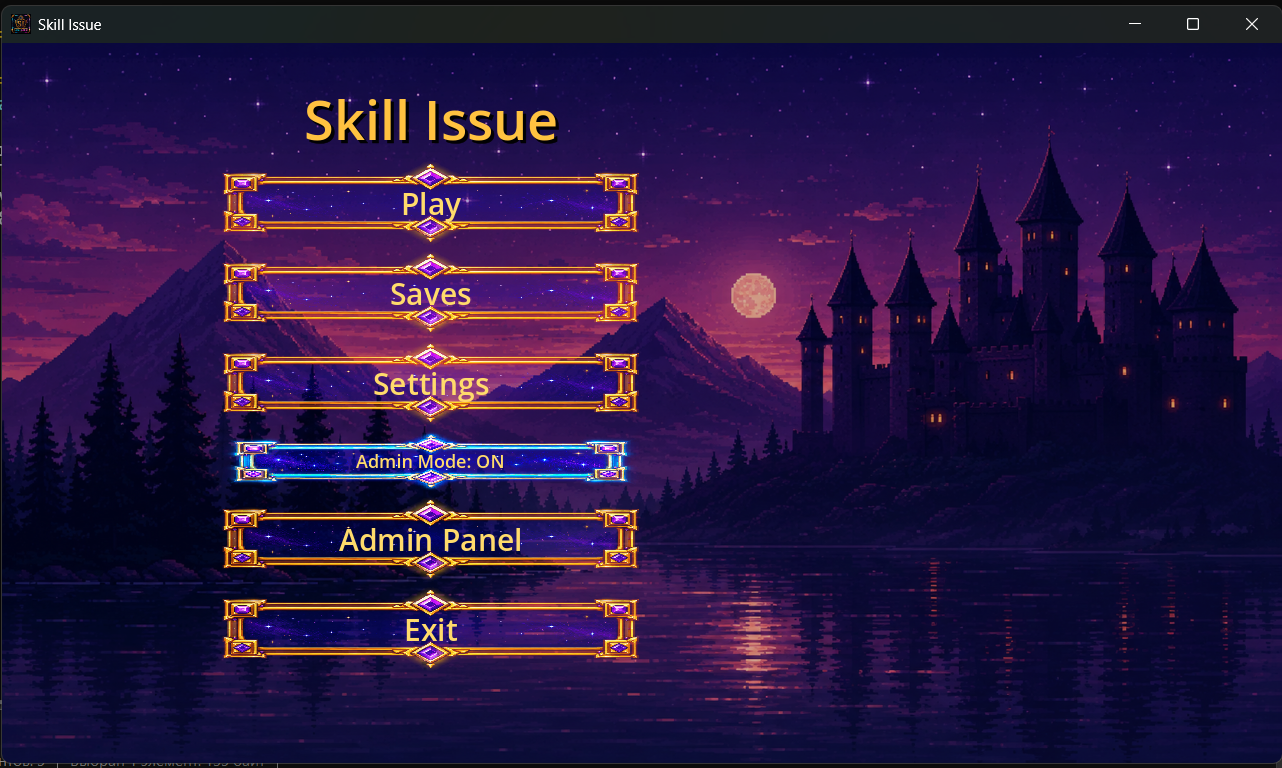 Skill Issue
Skill Issue
Play
Saves
Settings
Admin Mode: ON
Admin Panel
Exit